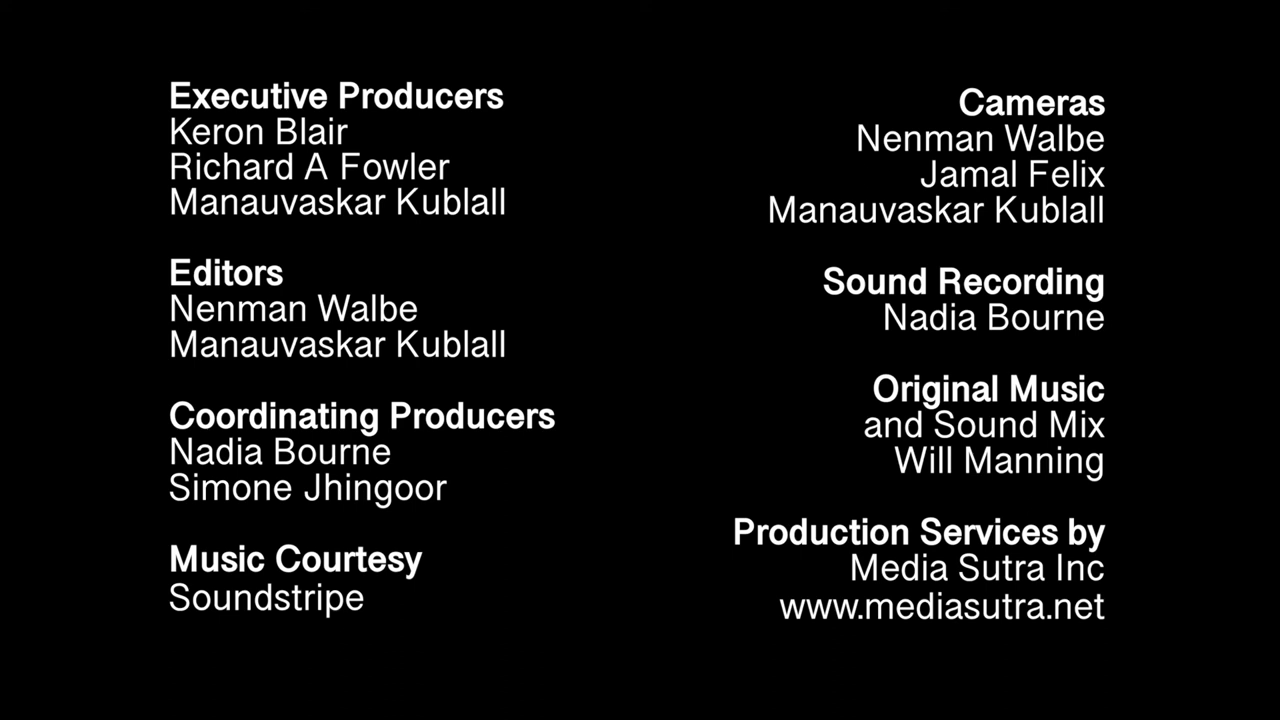 Executive Producers
Keron Blair
Richard A Fowler
Manauvaskar Kublall
Editors
Nenman Walbe
Manauvaskar Kublall
Coordinating Producers
Nadia Bourne
Simone Jhingoor
Music Courtesy
Soundstripe
Cameras
Nenman Walbe
Jamal Felix
Manauvaskar Kublall
Sound Recording
Nadia Bourne
Original Music
and Sound Mix
Will Manning
Production Services by
Media Sutra Inc
www.mediasutra.net